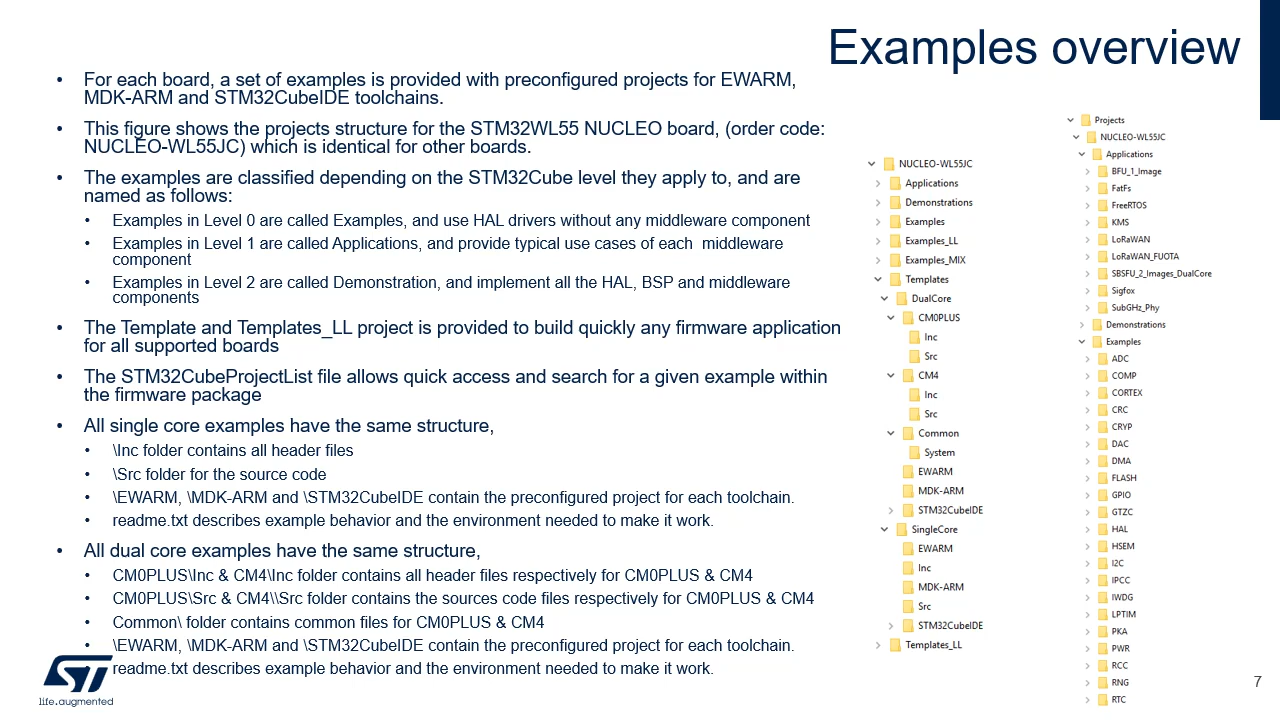 Examples overview
• For each board, a set of examples is provided with preconfigured projects for EWARM,
MDK-ARM and STM32CubeIDE toolchains.
• This figure shows the projects structure for the STM32WL55 NUCLEO board, (order code:
NUCLEO-WL55JC) which is identical for other boards.
• The examples are classified depending on the STM32Cube level they apply to, and are
named as follows:
• Examples in Level 0 are called Examples, and use HAL drivers without any middleware component
• Examples in Level 1 are called Applications, and provide typical use cases of each middleware
component
• Examples in Level 2 are called Demonstration, and implement all the HAL, BSP and middleware
components
• The Template and Templates_LL project is provided to build quickly any firmware application
for all supported boards
• The STM32CubeProjectList file allows quick access and search for a given example within
the firmware package
• All single core examples have the same structure,
• \Inc folder contains all header files
• \Src folder for the source code
• \EWARM, \MDK-ARM and \STM32CubeIDE contain the preconfigured project for each toolchain.
• readme.txt describes example behavior and the environment needed to make it work.
• All dual core examples have the same structure,
• CM0PLUS\Inc & CM4\Inc folder contains all header files respectively for CM0PLUS & CM4
• CM0PLUS\Src & CM4\\Src folder contains the sources code files respectively for CM0PLUS & CM4
• Common\ folder contains common files for CM0PLUS & CM4
• \EWARM, \MDK-ARM and \STM32CubeIDE contain the preconfigured project for each toolchain.
readme.txt describes example behavior and the environment needed to make it work.
NUCLEO-WL55JC
Applications
Demonstrations
Examples
Examples_LL
Examples_MIX
Templates
DualCore
CM0PLUS
Inc
Src
CM4
Inc
Src
Common
System
EWARM
MDK-ARM
STM32CubeIDE
SingleCore
EWARM
Inc
MDK-ARM
Src
STM32CubeIDE
Templates_LL
Projects
NUCLEO-WL55JC
Applications
BFU_1_Image
FatFs
FreeRTOS
KMS
LoRaWAN
LoRaWAN_FUOTA
SBSFU_2_Images_DualCore
Sigfox
SubGHz_Phy
Demonstrations
Examples
ADC
COMP
CORTEX
CRC
CRYP
DAC
DMA
FLASH
GPIO
GTZC
HAL
HSEM
I2C
IPCC
IWDG
LPTIM
PKA
PWR
RCC
RNG
RTC
ST
life.augmented
7